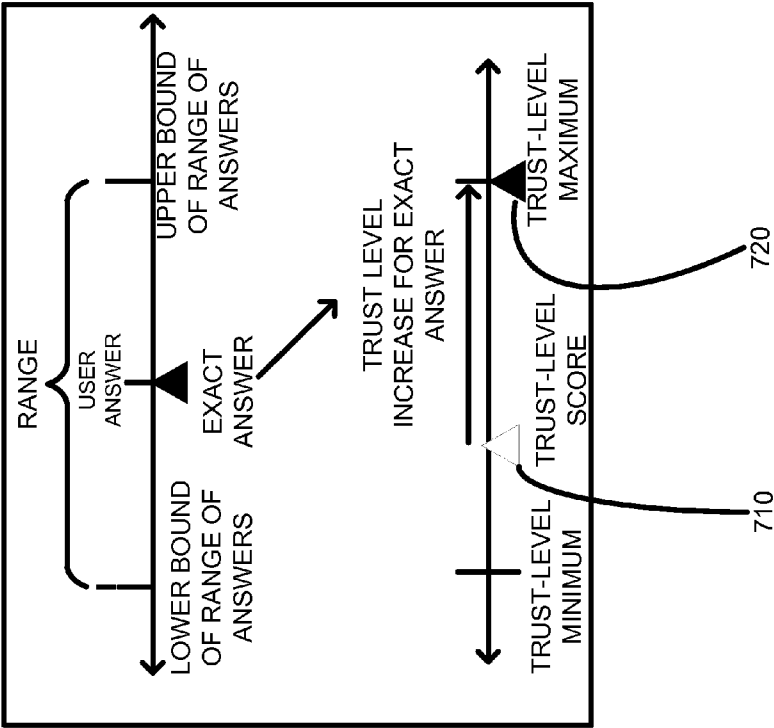 RANGE
USER
ANSWER
LOWER BOUND
OF RANGE OF
ANSWERS
EXACT
ANSWER
UPPER BOUND
OF RANGE OF
ANSWERS
TRUST LEVEL
INCREASE FOR EXACT
ANSWER
TRUST-LEVEL
MINIMUM
TRUST-LEVEL
SCORE
TRUST-LEVEL
MAXIMUM
710
720